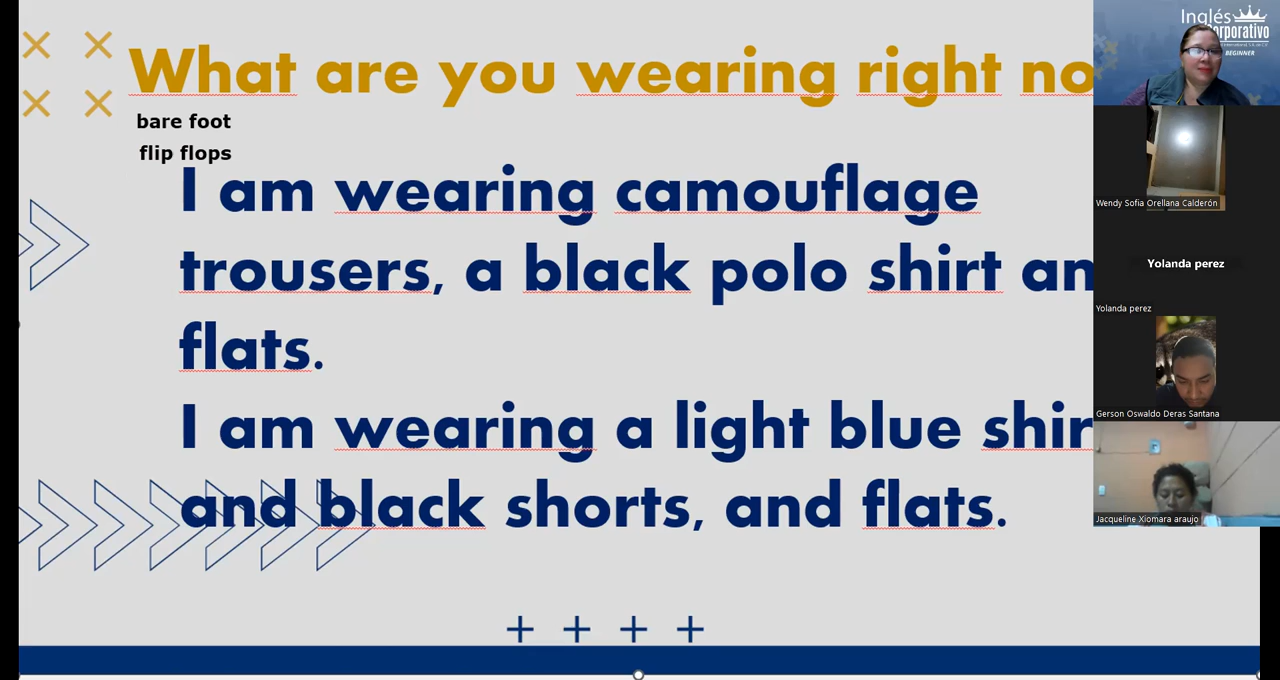 What are you wearing right no
bare foot
flip flops
I am wearing camouflage
trousers, a black polo shirt an
flats.
I am wearing a light blue shir
and black shorts, and flats.
Inglés
Corporativo
BEGINNER
Wendy Sofia Orellana Calderón
Yolanda perez
Yolanda perez
Gerson Oswaldo Deras Santana
Jacqueline Xiomara araujo